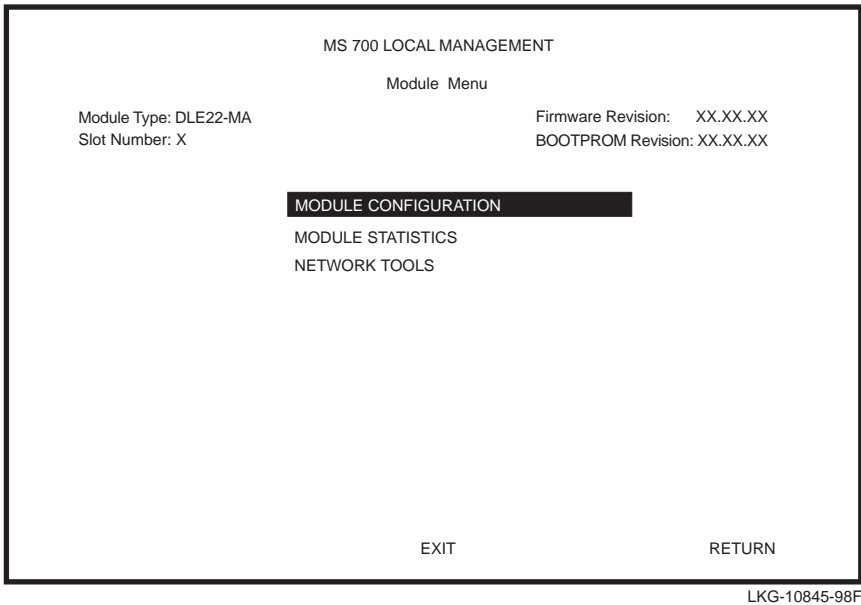 MS 700 LOCAL MANAGEMENT
Module Menu
Module Type: DLE22-MA
Firmware Revision: XX.XX.XX
Slot Number: X
BOOTPROM Revision: XX.XX.XX
MODULE CONFIGURATION
MODULE STATISTICS
NETWORK TOOLS
EXIT
RETURN
LKG-10845-98F